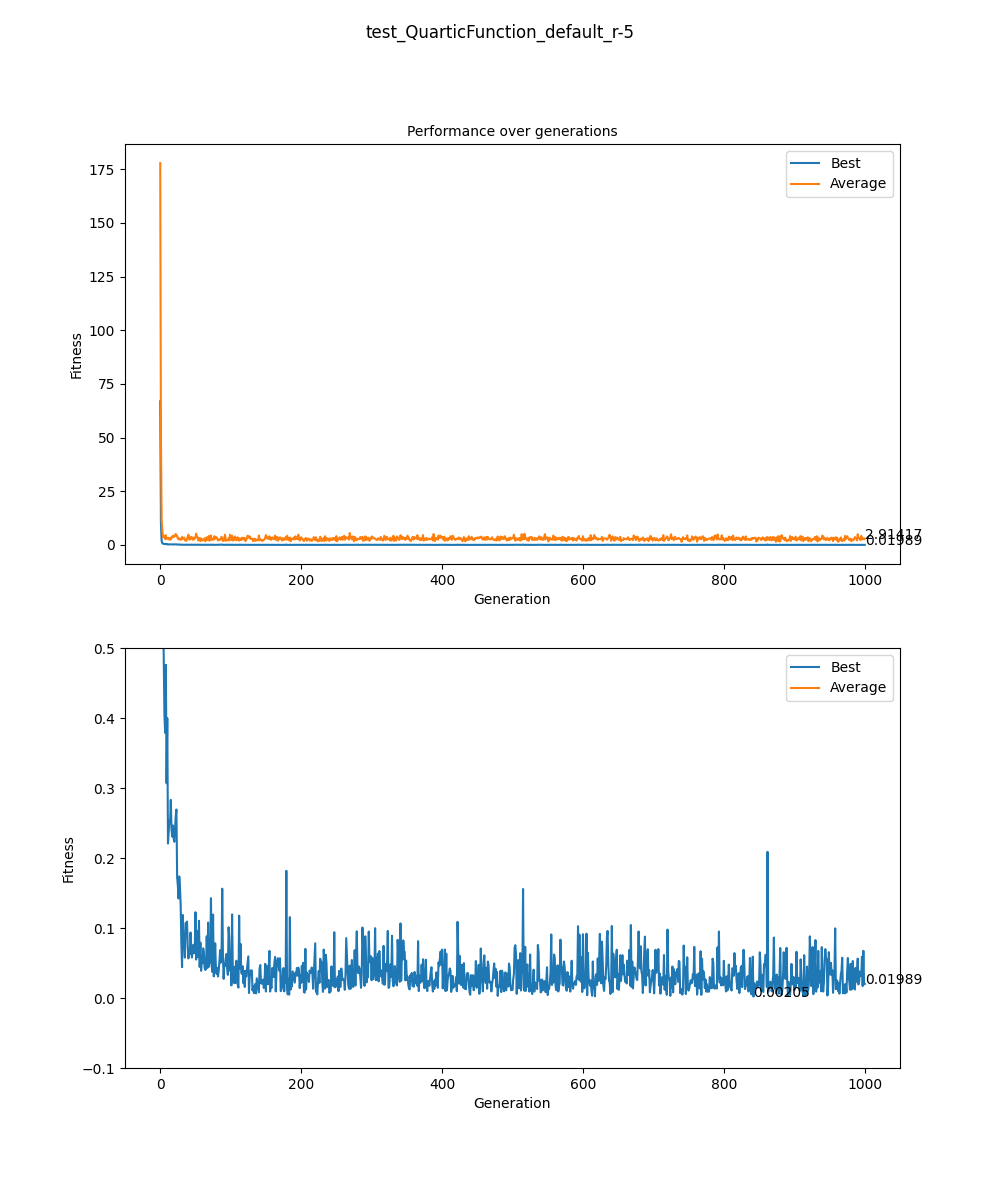 test_QuarticFunction_default_r-5
Performance over generations
Fitness
175
150
125
100
75
50
25
0
Best
Average
2.91417
0.01989
0 200 400 600 800 1000
Generation
Fitness
0.5
0.4
0.3
0.2
0.1
0.0
−0.1
Best
Average
0.01989
0.00205
0 200 400 600 800 1000
Generation